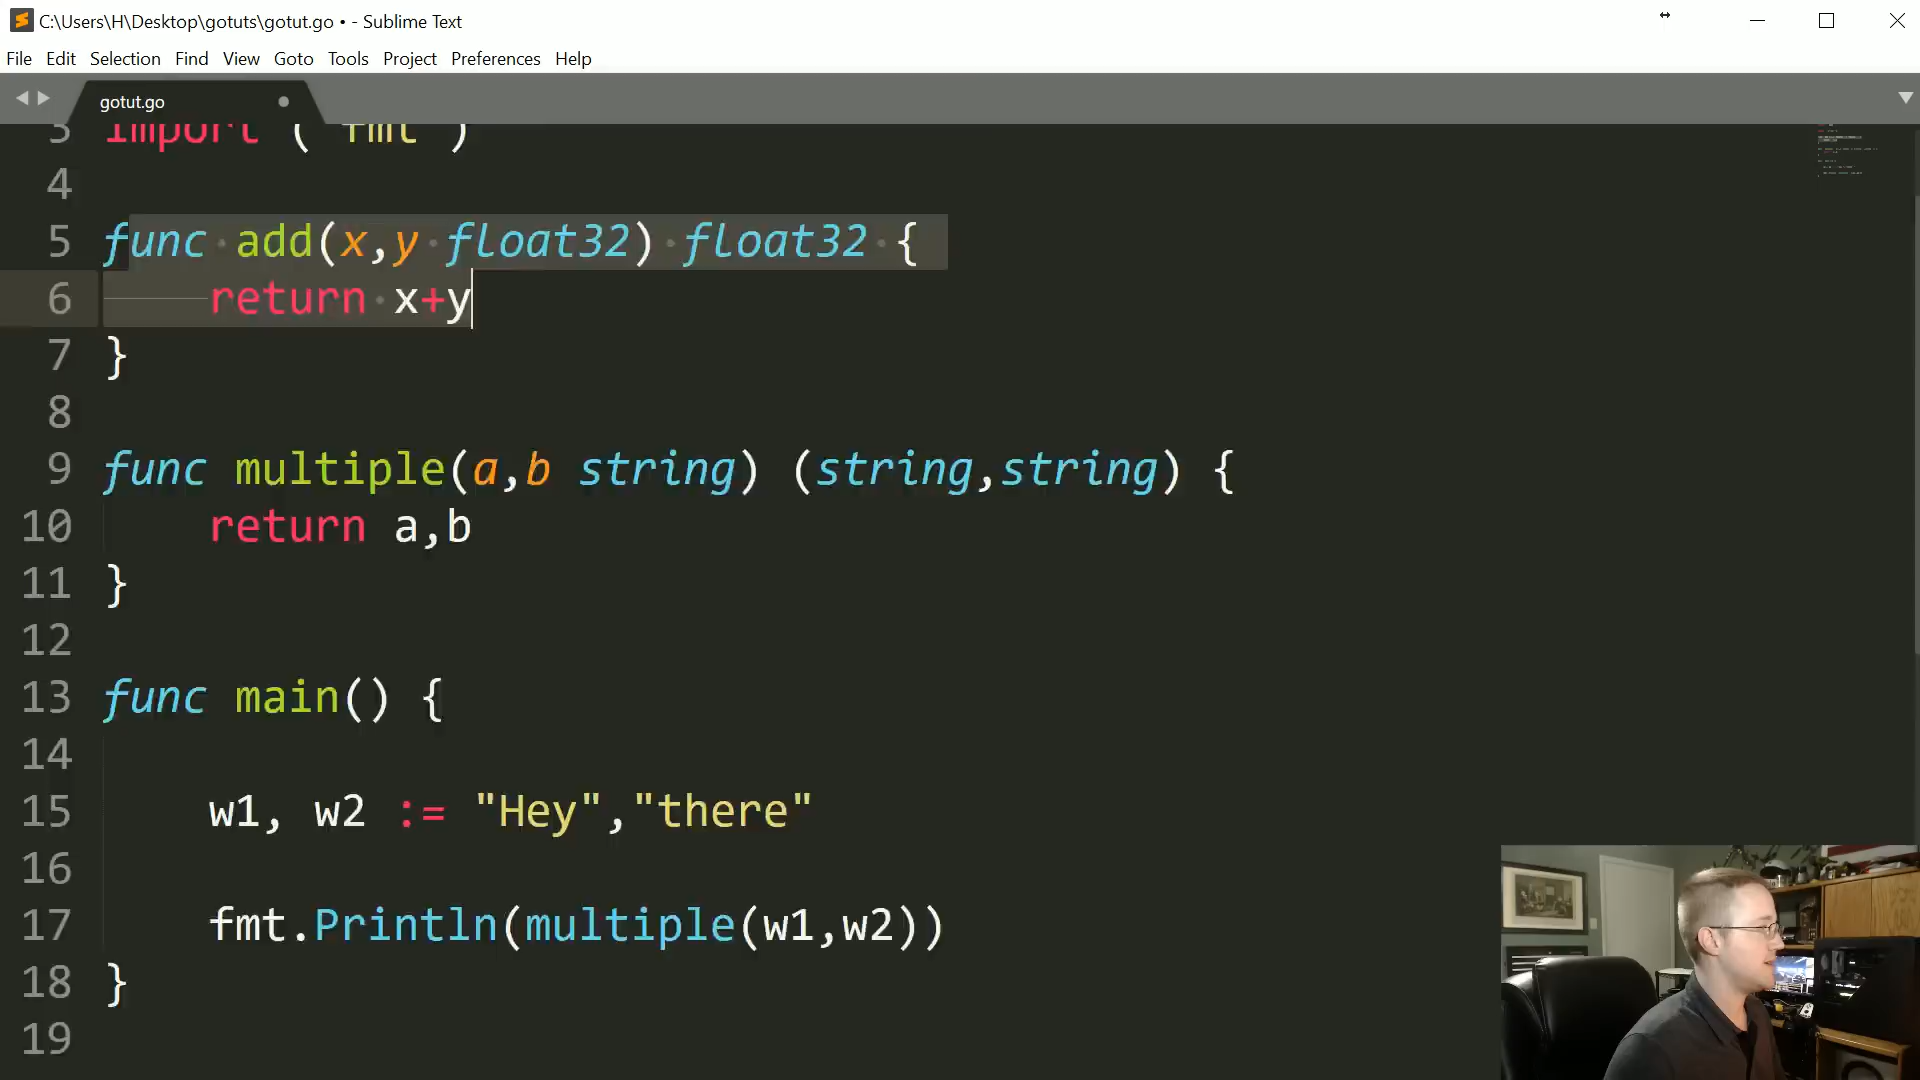 C:\Users\H\Desktop\gotuts\gotut.go • - Sublime Text
File Edit Selection Find View Goto Tools Project Preferences Help
gotut.go
3 import ( "fmt" )
4
5 func add(x,y float32) float32 {
6 return x+y
7 }
8
9 func multiple(a,b string) (string,string) {
10 return a,b
11 }
12
13 func main() {
14
15 w1, w2 := "Hey","there"
16
17 fmt.Println(multiple(w1,w2))
18 }
19